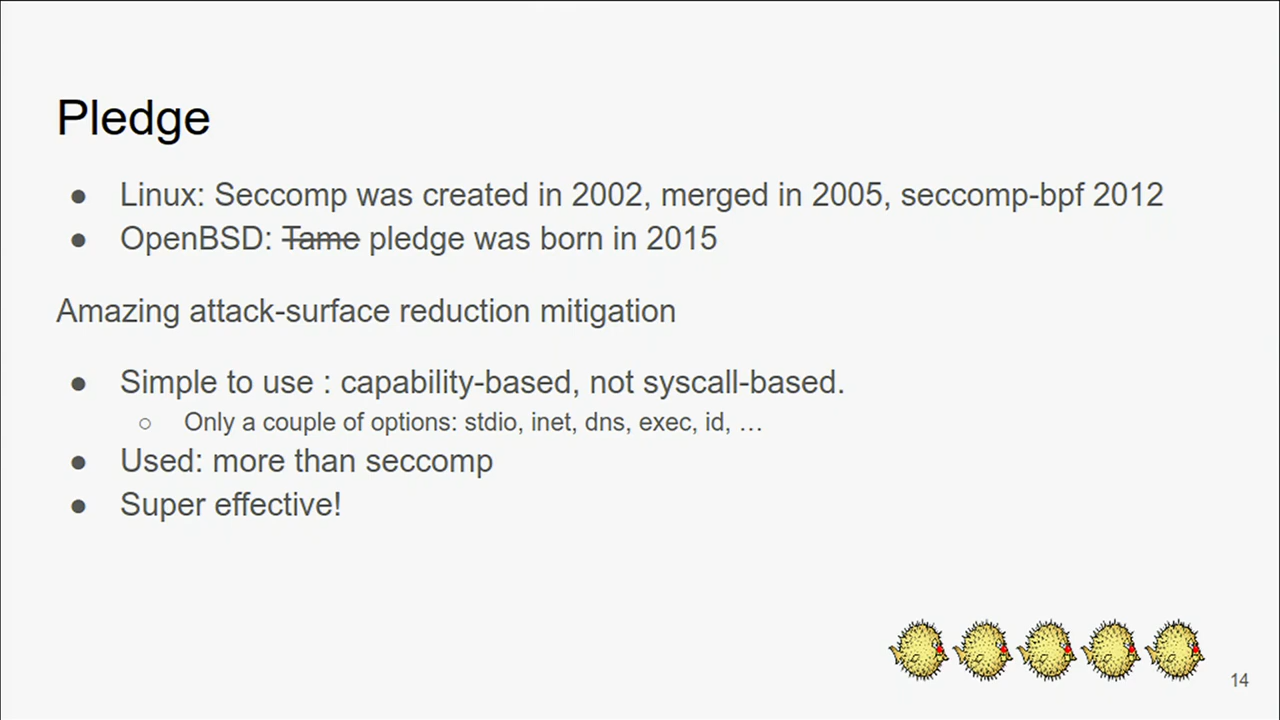 Pledge
● Linux: Seccomp was created in 2002, merged in 2005, seccomp-bpf 2012
● OpenBSD: Tame pledge was born in 2015
Amazing attack-surface reduction mitigation
● Simple to use : capability-based, not syscall-based.
○ Only a couple of options: stdio, inet, dns, exec, id, …
● Used: more than seccomp
● Super effective!
14